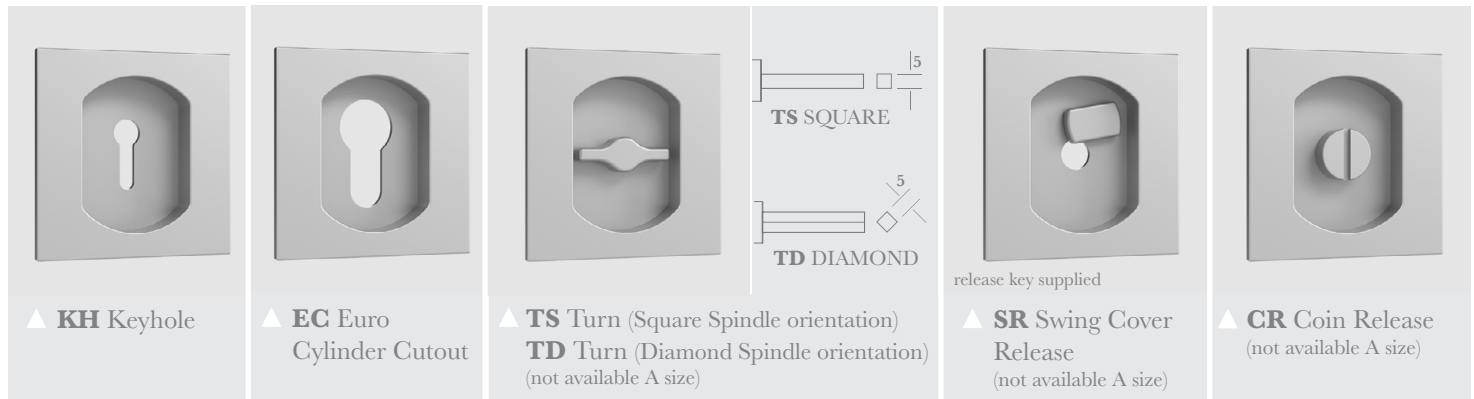 5
TS SQUARE
5
TD DIAMOND
release key supplied
KH Keyhole
EC Euro
Cylinder Cutout
TS Turn (Square Spindle orientation)
TD Turn (Diamond Spindle orientation)
(not available A size)
SR Swing Cover
Release
(not available A size)
CR Coin Release
(not available A size)